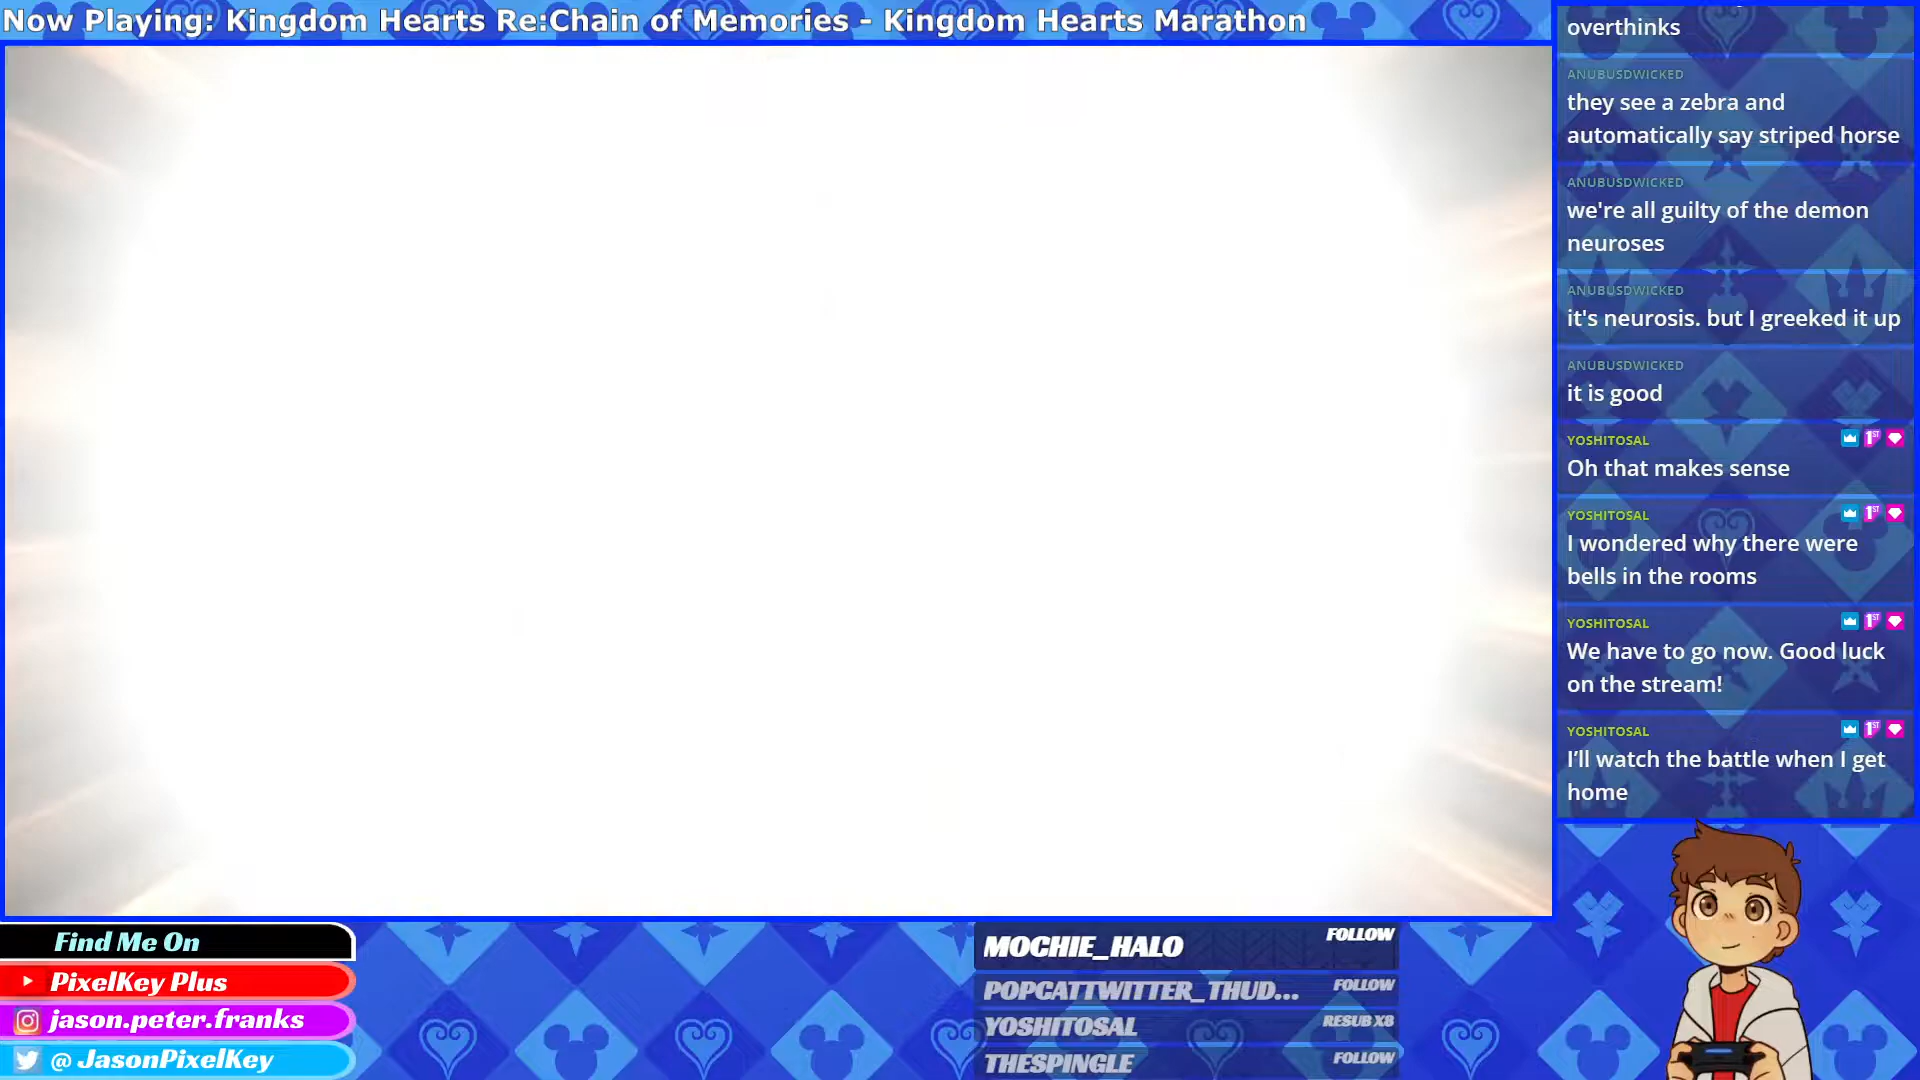 Now Playing: Kingdom Hearts Re:Chain of Memories - Kingdom Hearts Marathon
overthinks
ANUBUSDWICKED
they see a zebra and
automatically say striped horse
ANUBUSDWICKED
we're all guilty of the demon
neuroses
ANUBUSDWICKED
it's neurosis. but I greeked it up
ANUBUSDWICKED
it is good
YOSHITOSAL 1ST
Oh that makes sense
YOSHITOSAL 1ST
I wondered why there were
bells in the rooms
YOSHITOSAL 1ST
We have to go now. Good luck
on the stream!
YOSHITOSAL 1ST
I'll watch the battle when I get
home
Find Me On
PixelKey Plus
jason.peter.franks
@JasonPixelKey
MOCHIE_HALO FOLLOW
POPCATTWITTER_THUD... FOLLOW
YOSHITOSAL RESUB X8
THESPINGLE FOLLOW